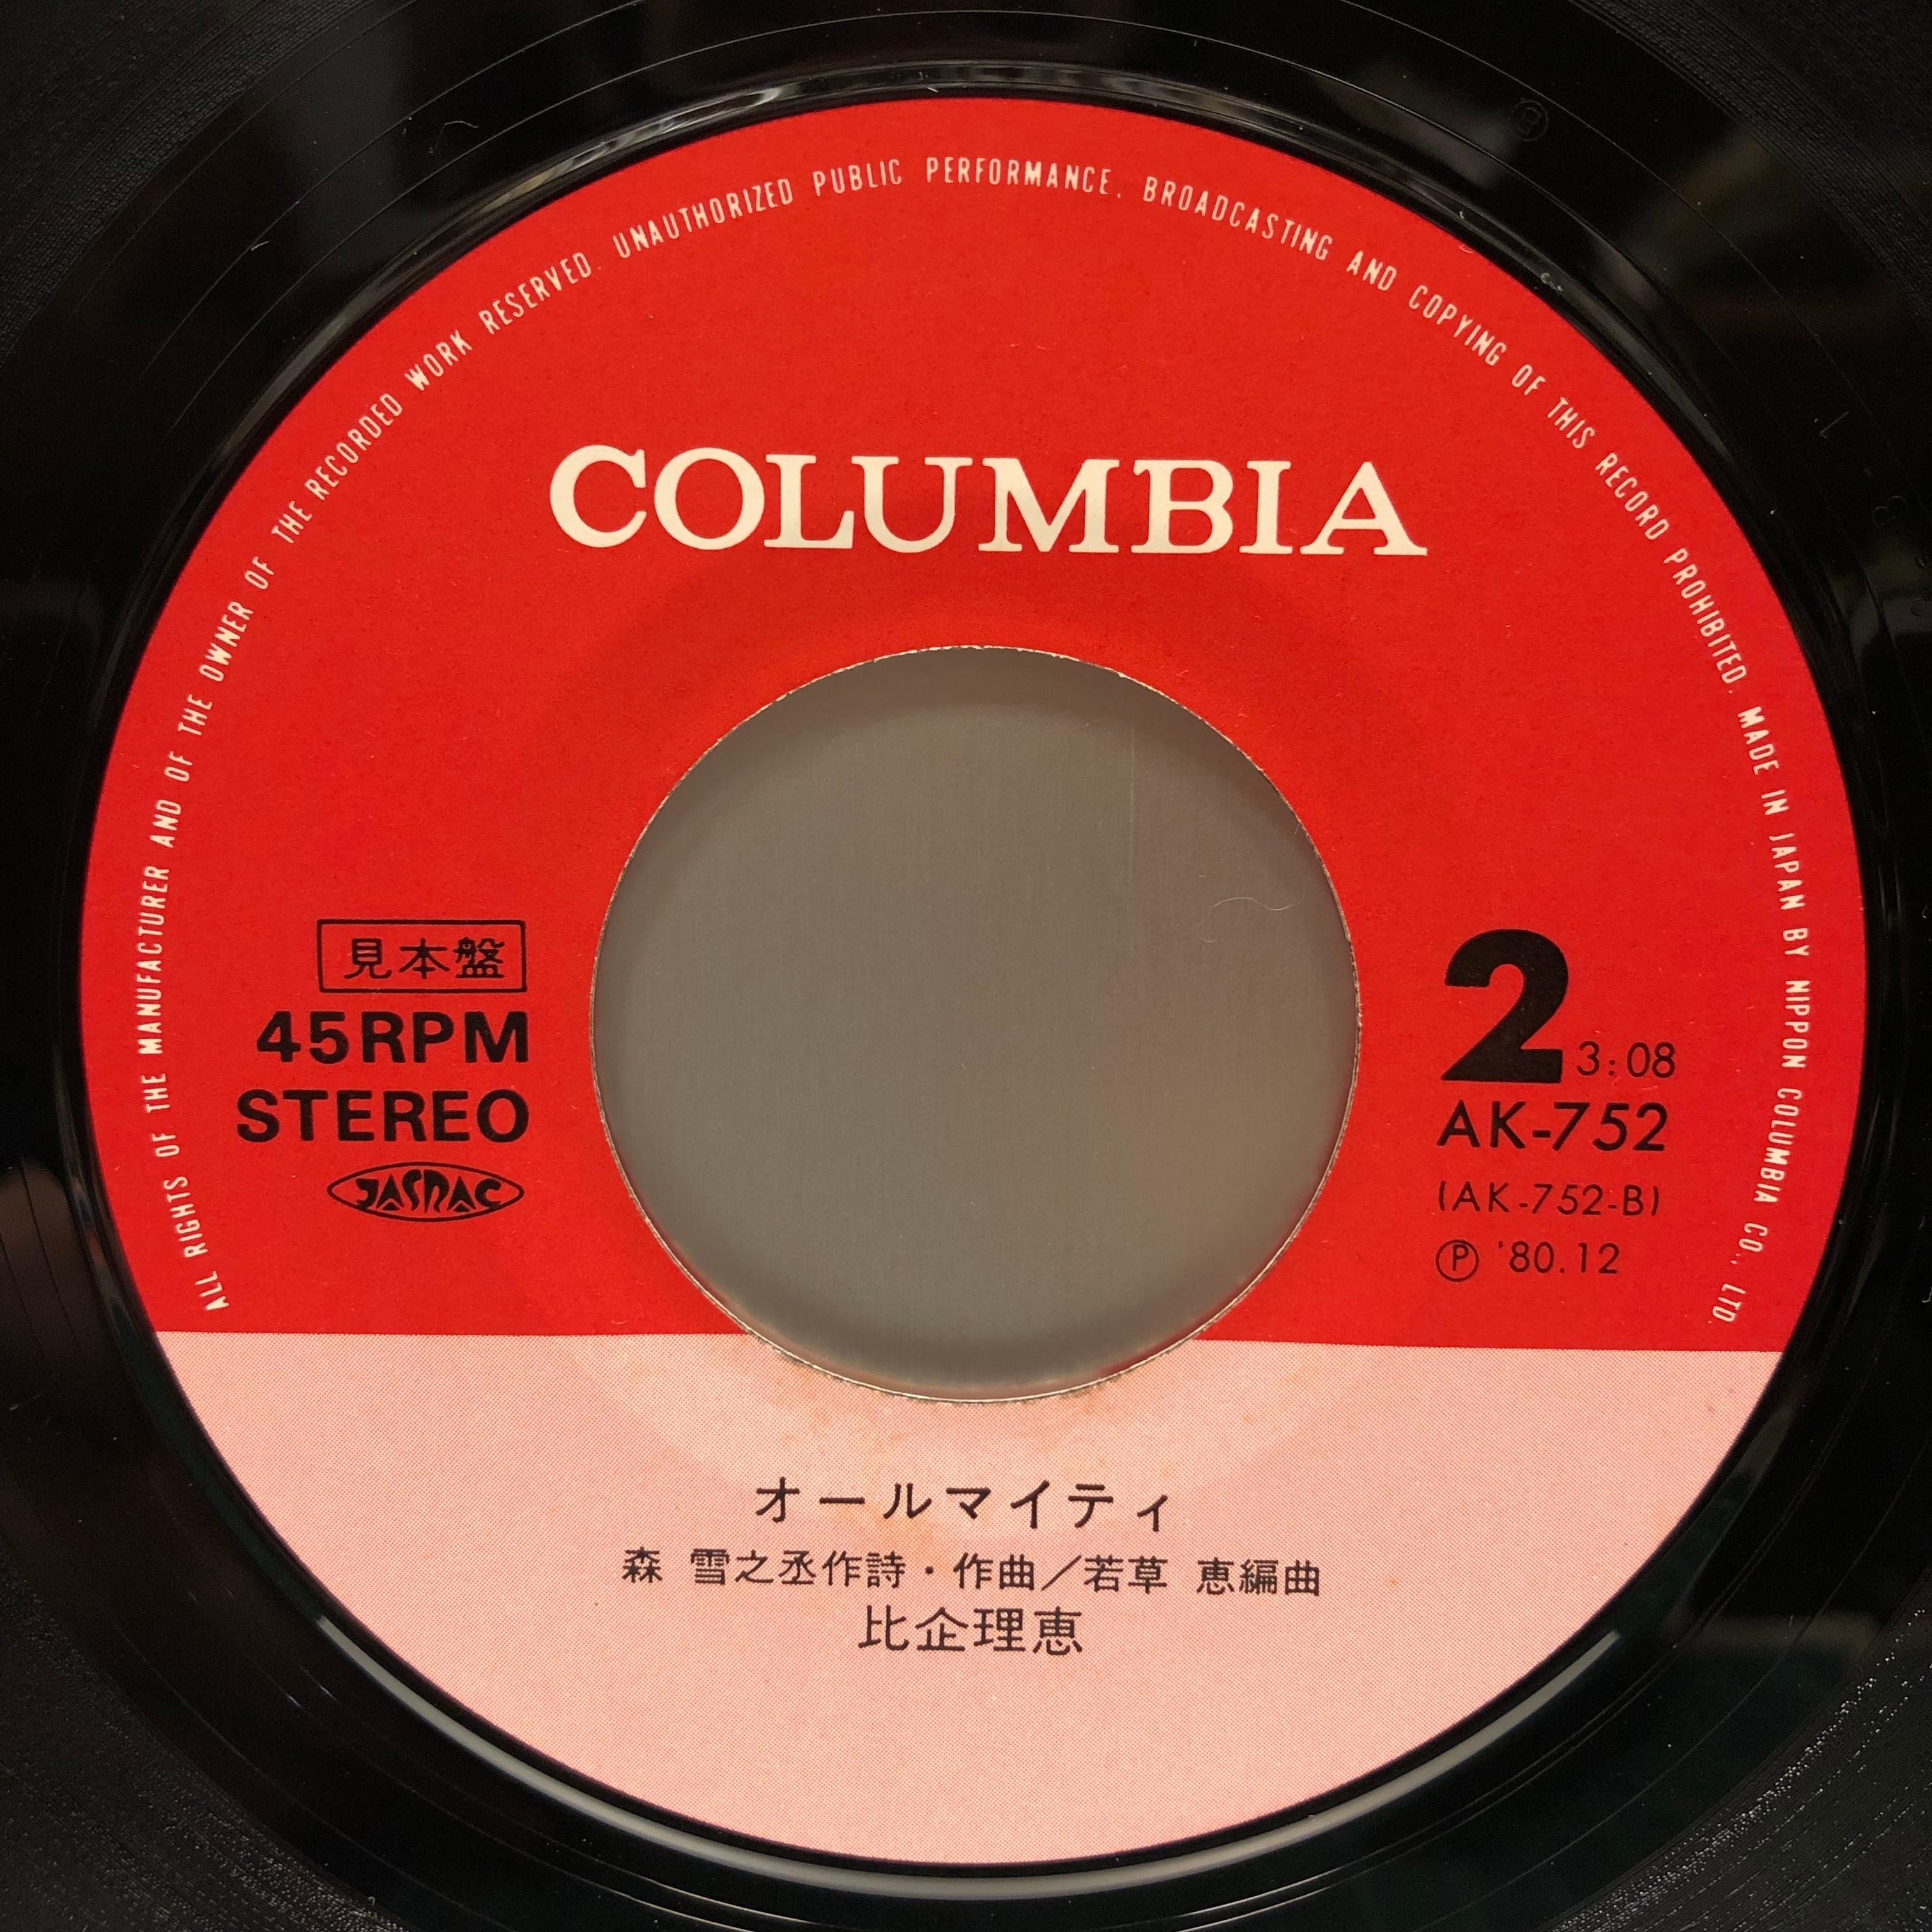 ALL RIGHTS OF THE MANUFACTURER AND OF THE OWNER OF THE RECORDED WORK RESERVED. UNAUTHORIZED PUBLIC PERFORMANCE. BROADCASTING AND COPYING OF THIS RECORD PROHIBITED. MADE IN JAPAN BY NIPPON COLUMBIA CO., LTD.
COLUMBIA
見本盤
45RPM
STEREO
JASRAC
2 3:08
AK-752
(AK-752-B)
Ⓟ '80.12
オールマイティ
森 雪之丞作詩・作曲/若草 恵編曲
比企理恵